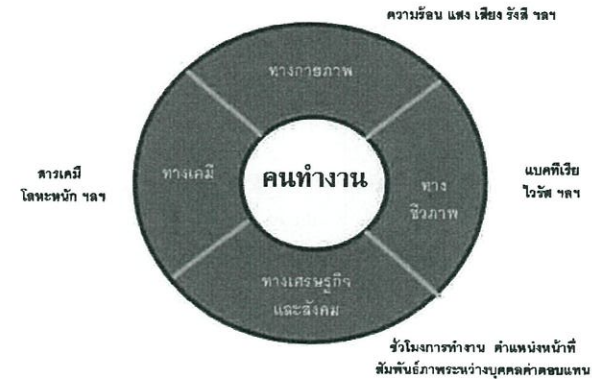 ความร้อน แสง เสียง รังสี ฯลฯ
ทางกายภาพ
สารเคมี
โลหะหนัก ฯลฯ
ทางเคมี
คนทำงาน
ทาง
ชีวภาพ
แบคทีเรีย
ไวรัส ฯลฯ
ทางเศรษฐกิจ
และสังคม
ชั่วโมงการทำงาน ตำแหน่งหน้าที่
สัมพันธ์ภาพระหว่างบุคคลค่าตอบแทน